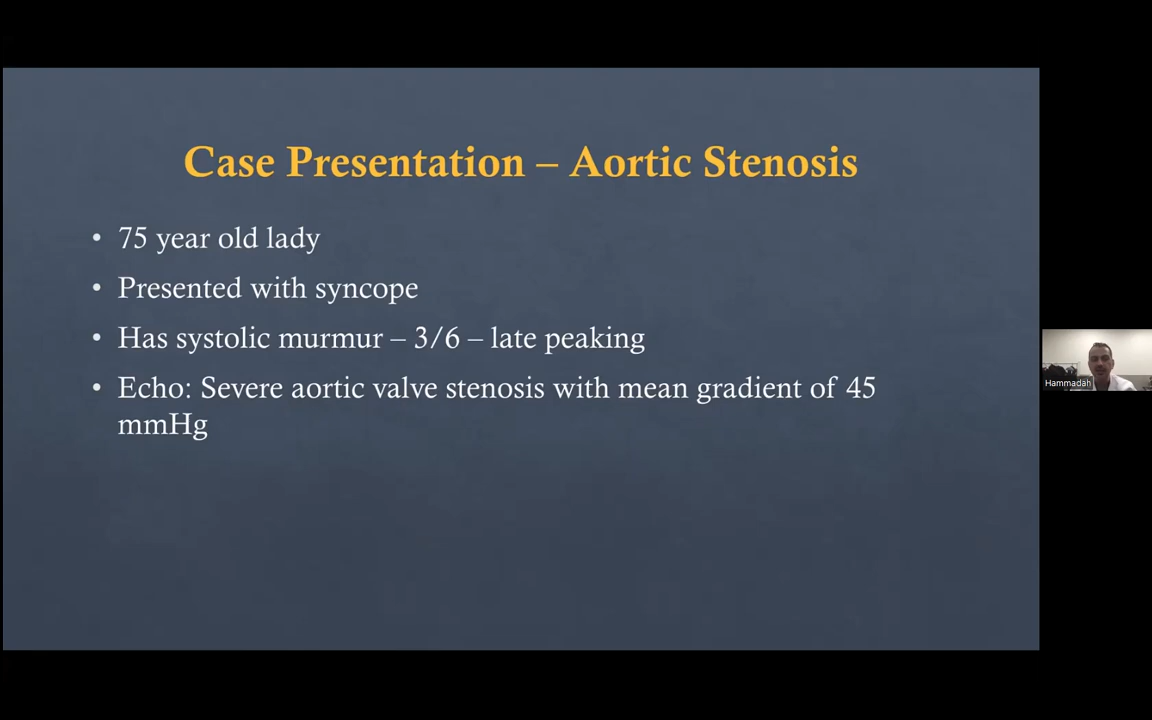 Case Presentation – Aortic Stenosis
• 75 year old lady
• Presented with syncope
• Has systolic murmur – 3/6 – late peaking
• Echo: Severe aortic valve stenosis with mean gradient of 45
mmHg
Hammadah